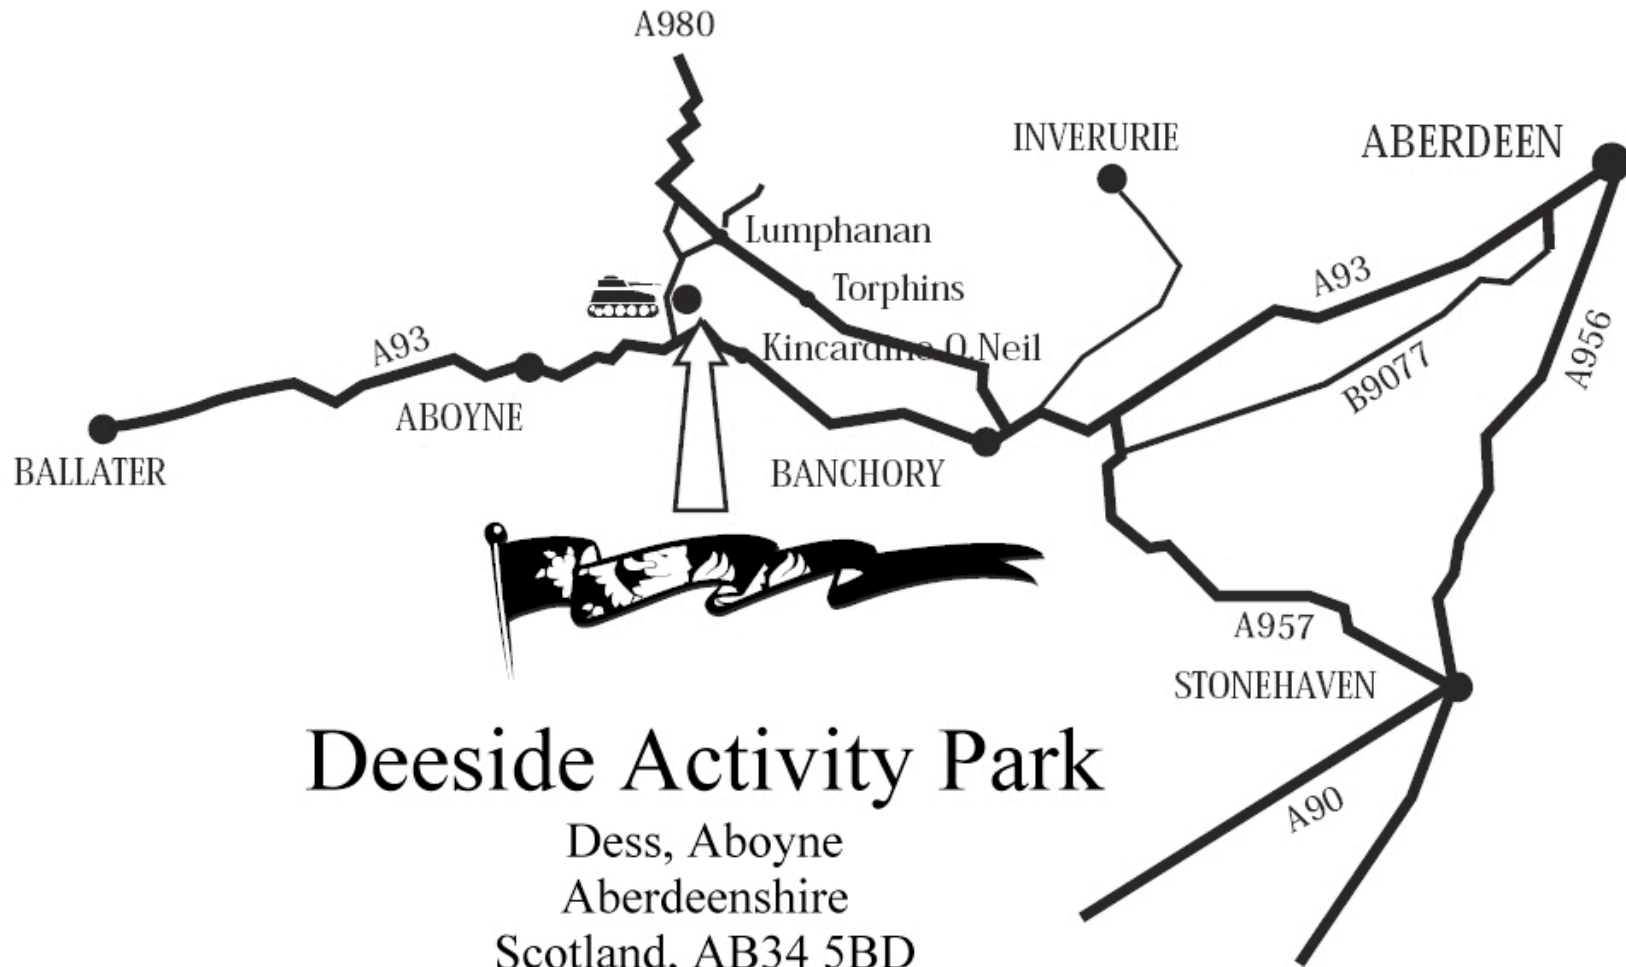 A980
INVERURIE
ABERDEEN
Lumphanan
A93
Torphins
A956
A93
Kincardine O.Neil
B9077
ABOYNE
BALLATER
BANCHORY
A957
STONEHAVEN
Deeside Activity Park
A90
Dess, Aboyne
Aberdeenshire
Scotland, AB34 5BD